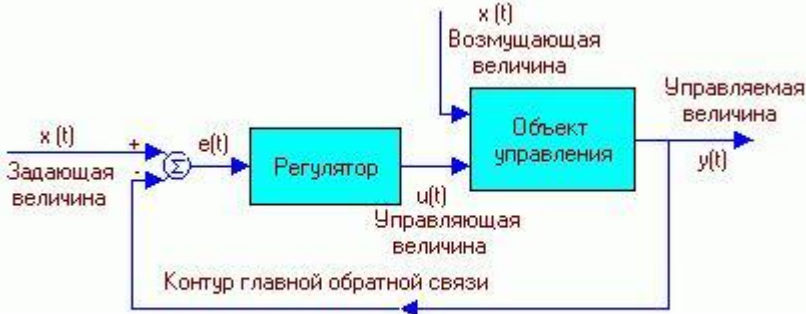 x (t)
Возмущающая
величина
Управляемая
величина
y(t)
x (t)
+
-
Σ
e(t)
Задающая
величина
Регулятор
Объект
управления
u(t)
Управляющая
величина
Контур главной обратной связи